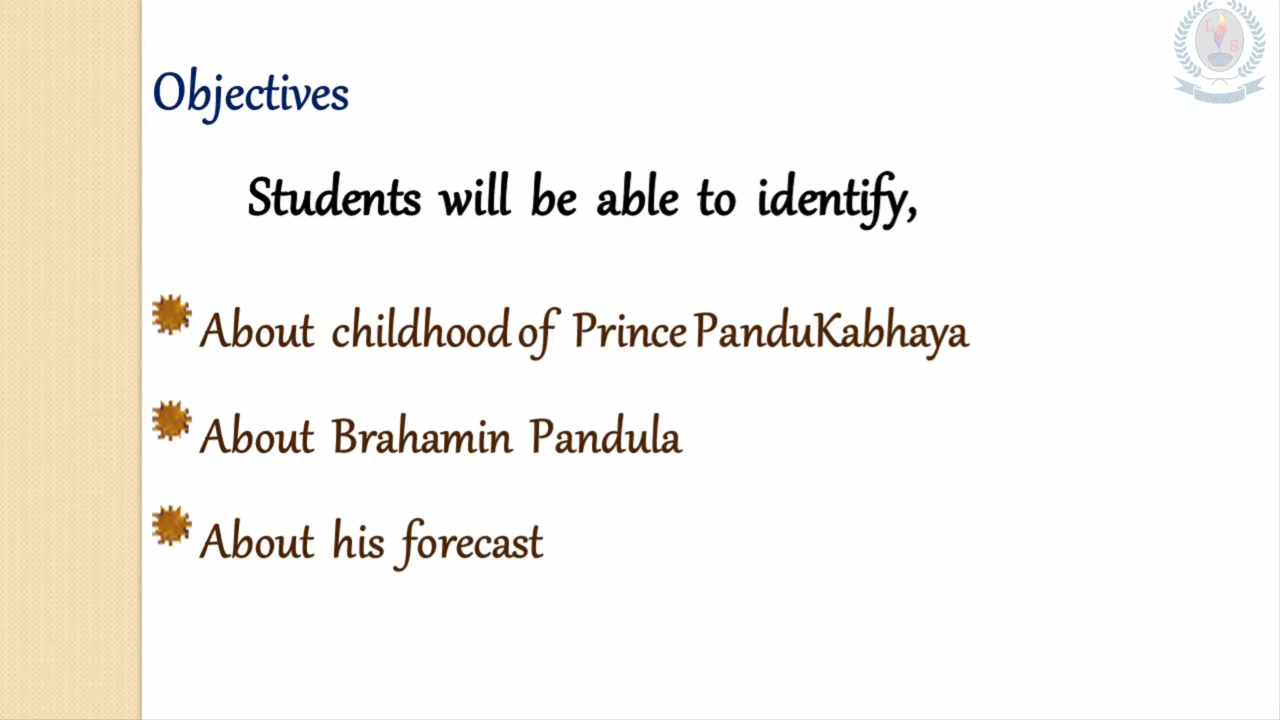 L
S
Objectives
Students will be able to identify,
About childhood of Prince PanduKabhaya
About Brahamin Pandula
About his forecast